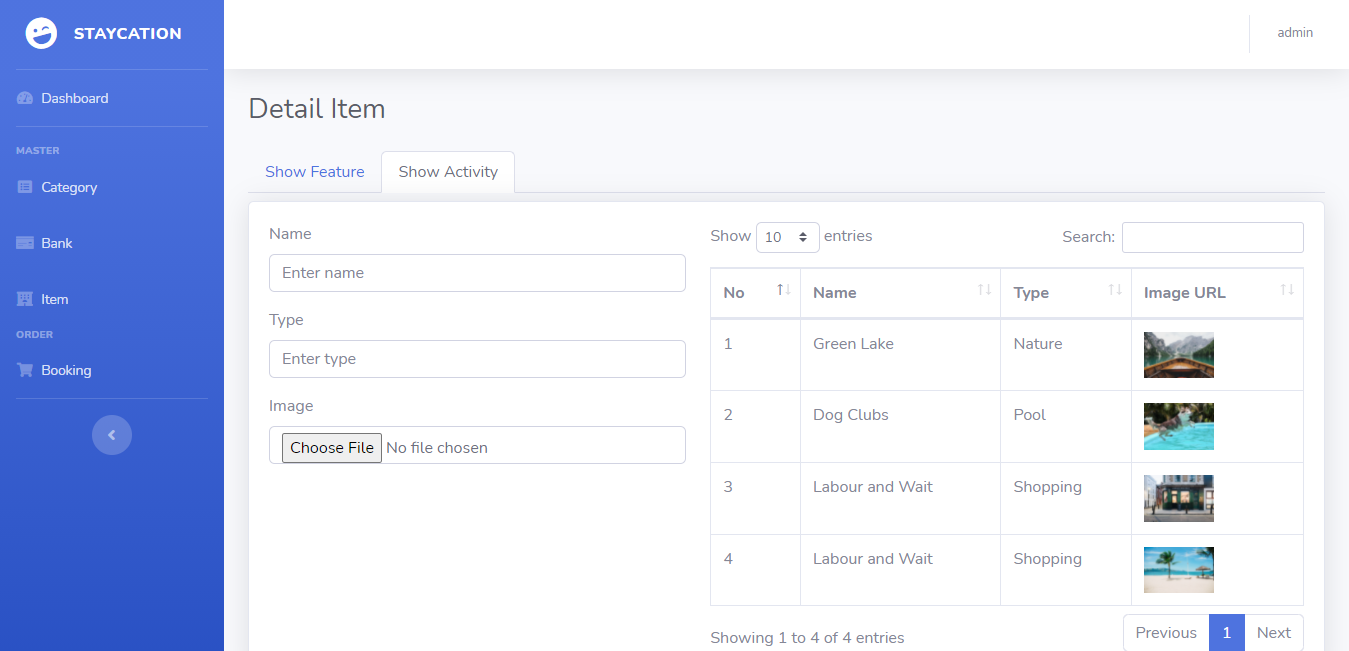 STAYCATION
admin
Dashboard
MASTER
Category
Bank
Item
ORDER
Booking
Detail Item
Show Feature
Show Activity
Name
Enter name
Type
Enter type
Image
Choose File No file chosen
Show 10 entries
Search:
No Name Type Image URL
1 Green Lake Nature
2 Dog Clubs Pool
3 Labour and Wait Shopping
4 Labour and Wait Shopping
Showing 1 to 4 of 4 entries
Previous 1 Next